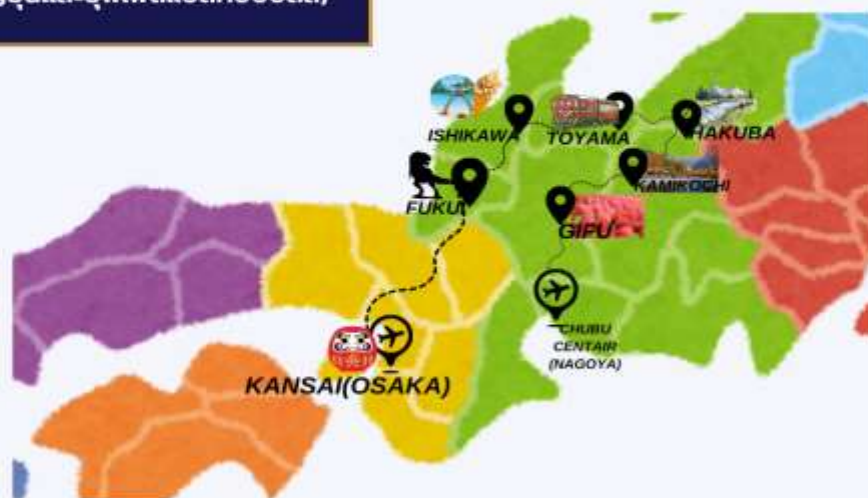 ISHIKAWA
TOYAMA
HAKUBA
KAMIKOCHI
FUKUI
GIFU
CHUBU
CENTAIR
(NAGOYA)
KANSAI(OSAKA)